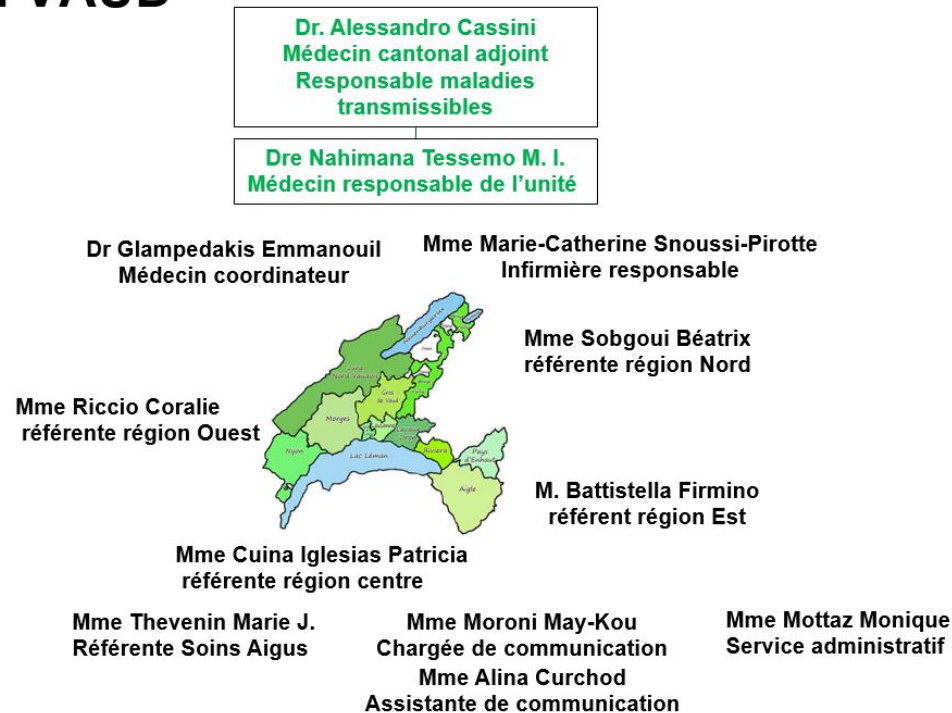 VAUD
Dr. Alessandro Cassini
Médecin cantonal adjoint
Responsable maladies
transmissibles
Dre Nahimana Tessemo M. I.
Médecin responsable de l'unité
Dr Glampedakis Emmanouil
Médecin coordinateur
Mme Marie-Catherine Snoussi-Pirotte
Infirmière responsable
Mme Sobgoui Béatrix
référente région Nord
Mme Riccio Coralie
référente région Ouest
Neuenburgersee
Jura
Nord Vaudois
Gros
de Vaud
Morges
Nyon
Lac Léman
Riviera
Pays
d'Enhaut
Aigle
M. Battistella Firmino
référent région Est
Mme Cuina Iglesias Patricia
référente région centre
Mme Thevenin Marie J.
Référente Soins Aigus
Mme Moroni May-Kou
Chargée de communication
Mme Alina Curchod
Assistante de communication
Mme Mottaz Monique
Service administratif